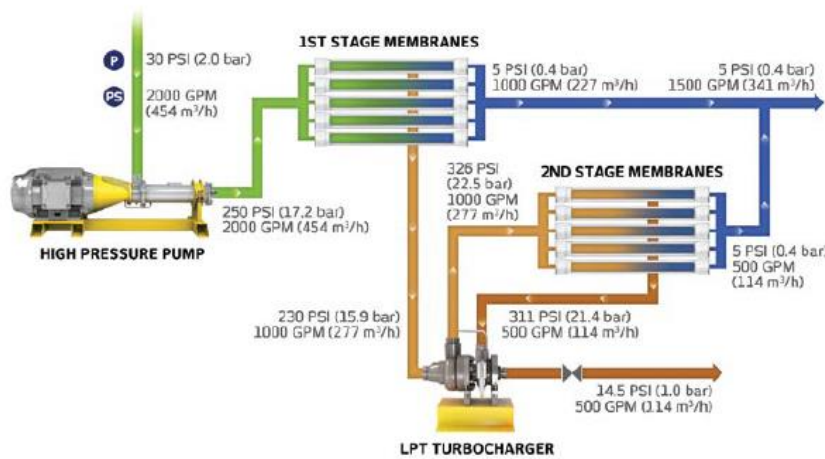 P
30 PSI (2.0 bar)
PS
2000 GPM
(454 m³/h)
1ST STAGE MEMBRANES
5 PSI (0.4 bar)
1000 GPM (227 m³/h)
5 PSI (0.4 bar)
1500 GPM (341 m³/h)
250 PSI (17.2 bar)
2000 GPM (454 m³/h)
HIGH PRESSURE PUMP
326 PSI
(22.5 bar)
1000 GPM
(277 m³/h)
2ND STAGE MEMBRANES
5 PSI (0.4 bar)
500 GPM
(114 m³/h)
230 PSI (15.9 bar)
1000 GPM (277 m³/h)
311 PSI (21.4 bar)
500 GPM (114 m³/h)
14.5 PSI (1.0 bar)
500 GPM (114 m³/h)
LPT TURBOCHARGER